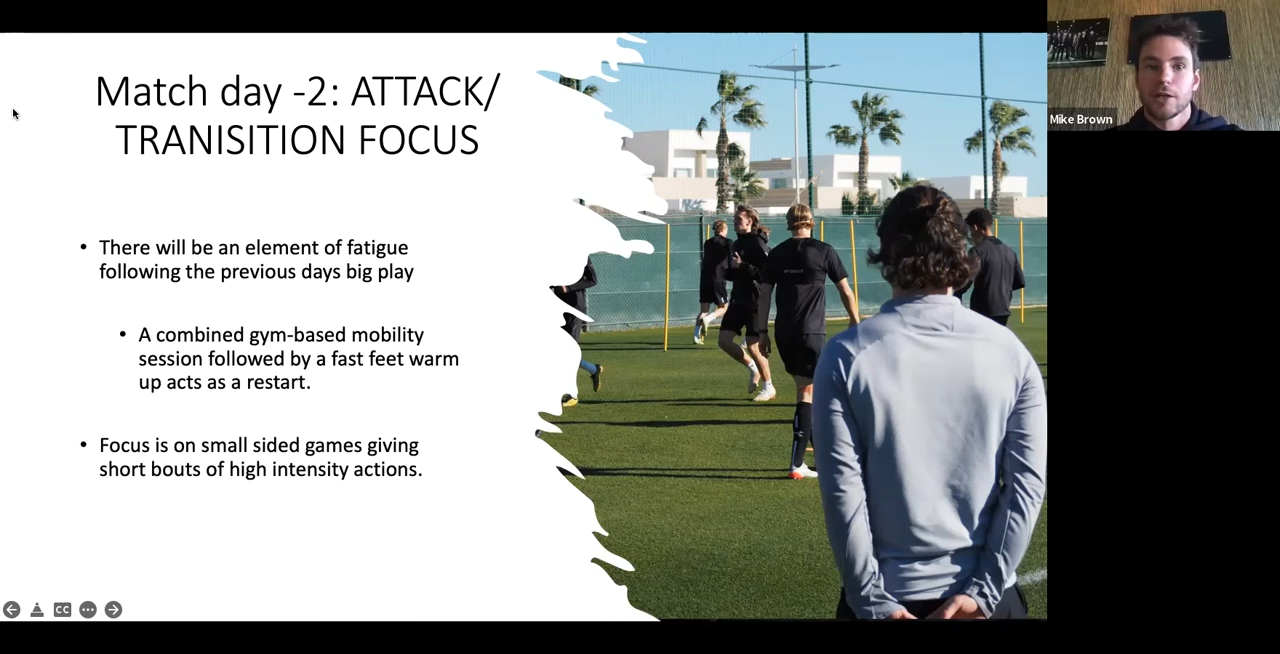 Match day -2: ATTACK/
TRANISITION FOCUS
• There will be an element of fatigue
following the previous days big play
• A combined gym-based mobility
session followed by a fast feet warm
up acts as a restart.
• Focus is on small sided games giving
short bouts of high intensity actions.
Mike Brown
CC